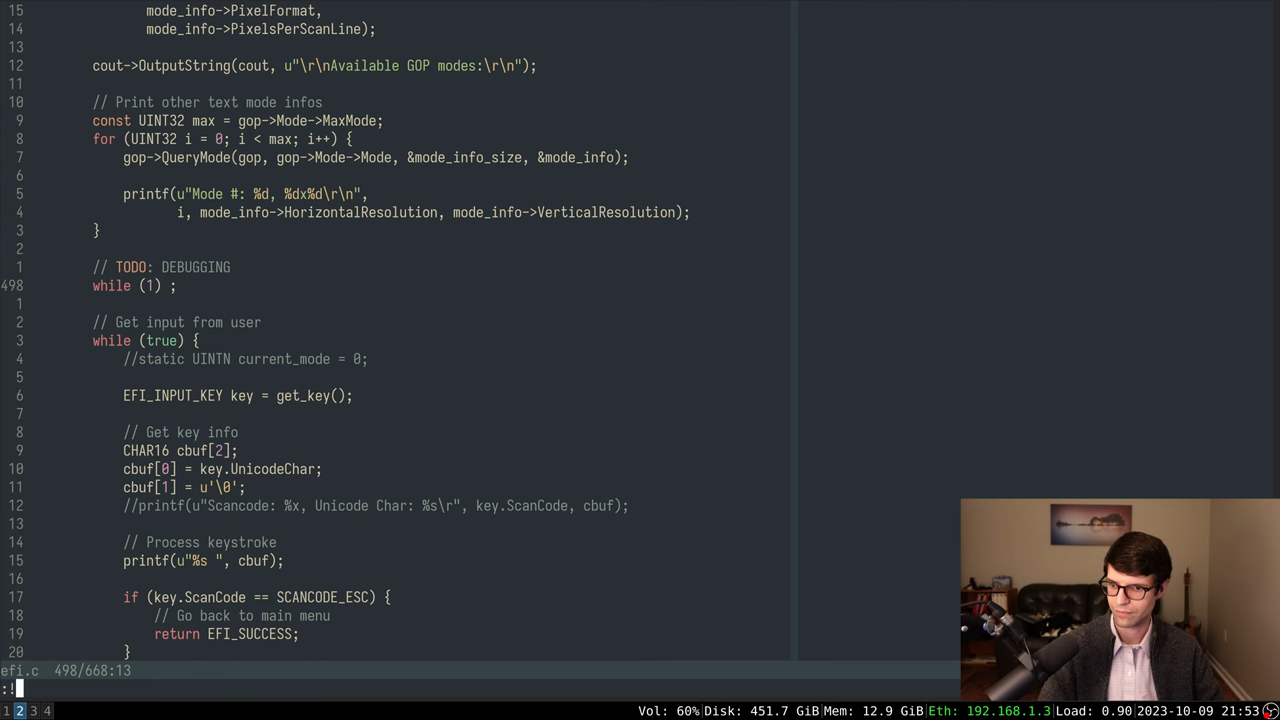 15                mode_info->PixelFormat,
14                mode_info->PixelsPerScanLine);
13
12         cout->OutputString(cout, u"\r\nAvailable GOP modes:\r\n");
11
10         // Print other text mode infos
9         const UINT32 max = gop->Mode->MaxMode;
8         for (UINT32 i = 0; i < max; i++) {
7             gop->QueryMode(gop, gop->Mode->Mode, &mode_info_size, &mode_info);
6
5             printf(u"Mode #: %d, %dx%d\r\n",
4                    i, mode_info->HorizontalResolution, mode_info->VerticalResolution);
3         }
2
1         // TODO: DEBUGGING
498         while (1) ;
1
2         // Get input from user
3         while (true) {
4             //static UINTN current_mode = 0;
5
6             EFI_INPUT_KEY key = get_key();
7
8             // Get key info
9             CHAR16 cbuf[2];
10             cbuf[0] = key.UnicodeChar;
11             cbuf[1] = u'\0';
12             //printf(u"Scancode: %x, Unicode Char: %s\r", key.ScanCode, cbuf);
13
14             // Process keystroke
15             printf(u"%s ", cbuf);
16
17             if (key.ScanCode == SCANCODE_ESC) {
18                 // Go back to main menu
19                 return EFI_SUCCESS;
20             }
efi.c  498/668:13
:!
1 2 3 4 Vol: 60%|Disk: 451.7 GiB|Mem: 12.9 GiB|Eth: 192.168.1.3|Load: 0.90|2023-10-09 21:53